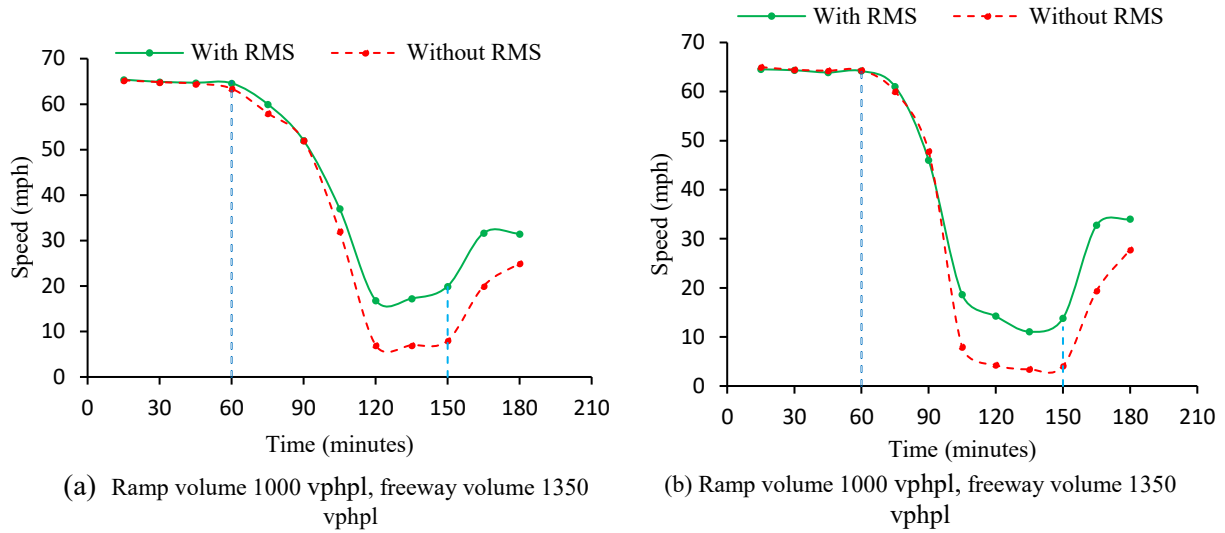 With RMS Without RMS
70
60
50
40
30
20
10
0
Speed (mph)
0 30 60 90 120 150 180 210
Time (minutes)
(a) Ramp volume 1000 vphpl, freeway volume 1350
vphpl
With RMS Without RMS
70
60
50
40
30
20
10
0
Speed (mph)
0 30 60 90 120 150 180 210
Time (minutes)
(b) Ramp volume 1000 vphpl, freeway volume 1350
vphpl